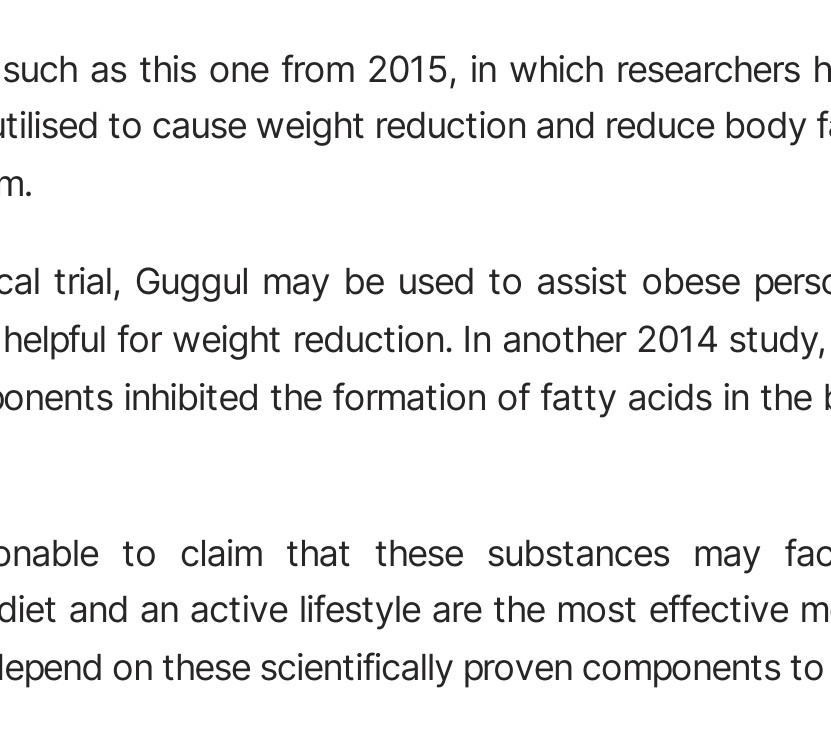 such as this one from 2015, in which researchers h
utilised to cause weight reduction and reduce body fa
m.
cal trial, Guggul may be used to assist obese perso
helpful for weight reduction. In another 2014 study,
ponents inhibited the formation of fatty acids in the b
onable to claim that these substances may fac
diet and an active lifestyle are the most effective m
depend on these scientifically proven components to